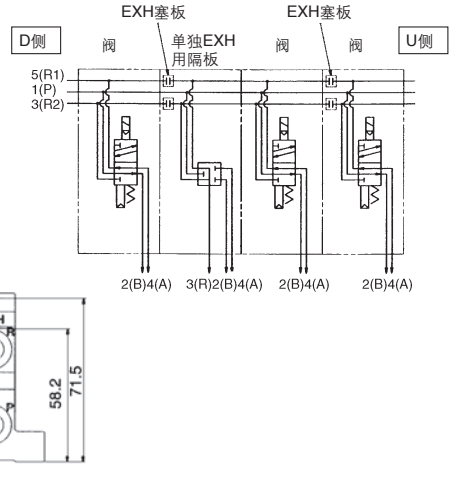 EXH塞板 EXH塞板
D侧 阀 单独EXH 阀 阀 U侧
用隔板
5(R1)
1(P)
3(R2)
2(B)4(A) 3(R)2(B)4(A) 2(B)4(A) 2(B)4(A)
H
R
P
58.2
71.5